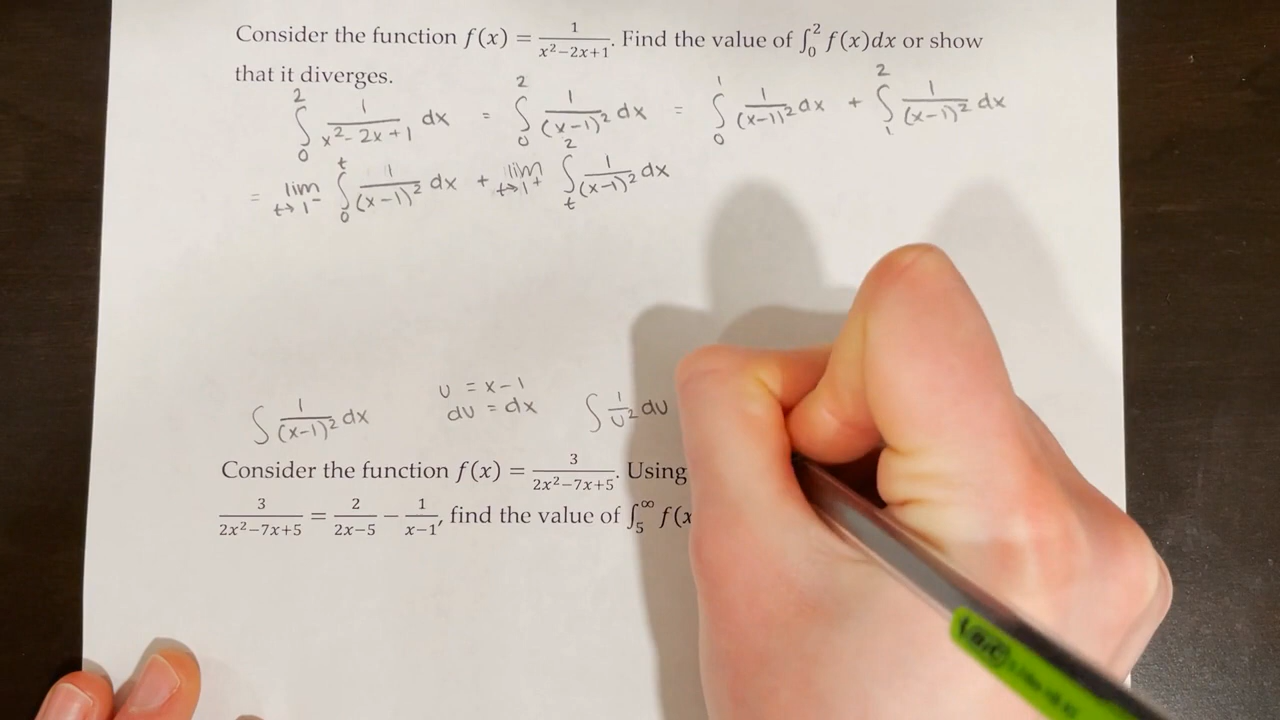 Consider the function f(x) = 1/(x²−2x+1). Find the value of ∫₀² f(x)dx or show
that it diverges.
∫₀² 1/(x²-2x+1) dx = ∫₀² 1/(x-1)² dx = ∫₀¹ 1/(x-1)² dx + ∫₁² 1/(x-1)² dx
= lim t→1⁻ ∫₀ᵗ 1/(x-1)² dx + lim t→1⁺ ∫ₜ² 1/(x-1)² dx
∫ 1/(x-1)² dx u = x-1 ∫ 1/u² du
du = dx
Consider the function f(x) = 3/(2x²−7x+5). Using
3/(2x²−7x+5) = 2/(2x−5) − 1/(x−1), find the value of ∫₅^∞ f(x
BIC